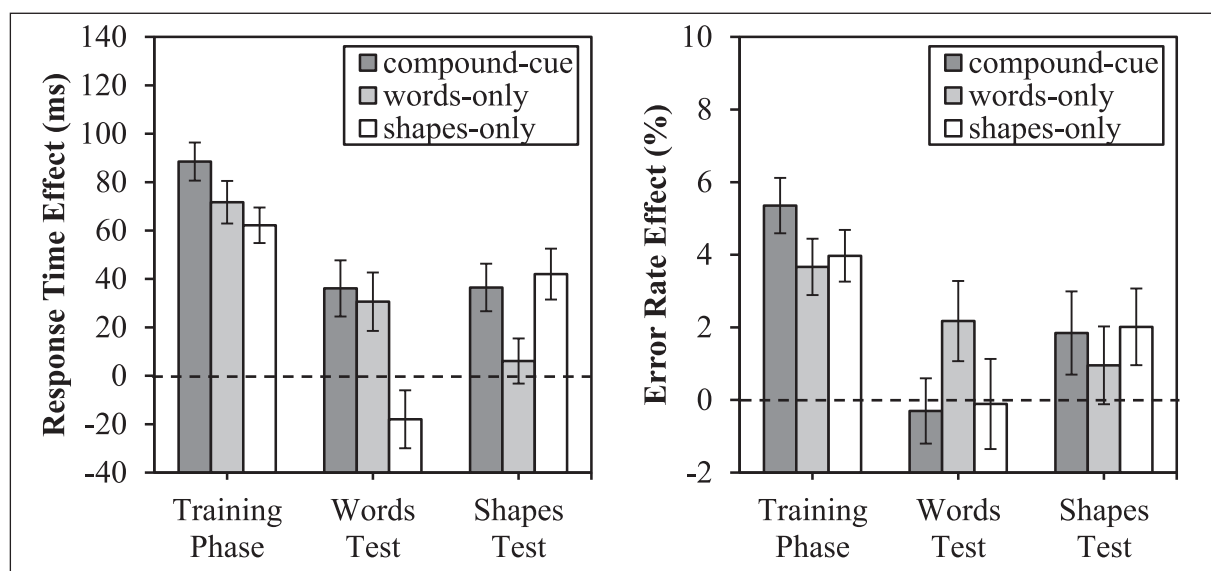 Response Time Effect (ms)
140
120
100
80
60
40
20
0
-20
-40
compound-cue
words-only
shapes-only
Training
Phase
Words
Test
Shapes
Test
Error Rate Effect (%)
10
8
6
4
2
0
-2
compound-cue
words-only
shapes-only
Training
Phase
Words
Test
Shapes
Test